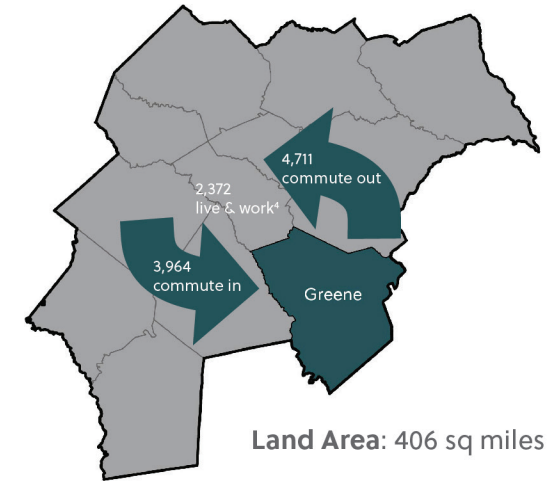 4,711
commute out
2,372
live & work⁴
3,964
commute in
Greene
Land Area: 406 sq miles